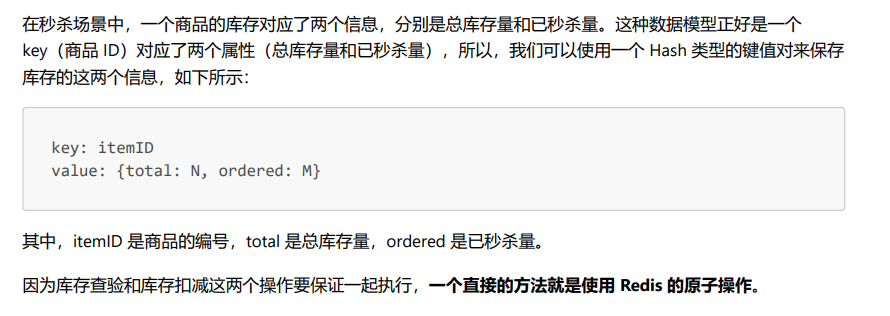 在秒杀场景中，一个商品的库存对应了两个信息，分别是总库存量和已秒杀量。这种数据模型正好是一个
key（商品 ID）对应了两个属性（总库存量和已秒杀量），所以，我们可以使用一个 Hash 类型的键值对来保存
库存的这两个信息，如下所示：
key: itemID
value: {total: N, ordered: M}
其中，itemID 是商品的编号，total 是总库存量，ordered 是已秒杀量。
因为库存查验和库存扣减这两个操作要保证一起执行，一个直接的方法就是使用 Redis 的原子操作。